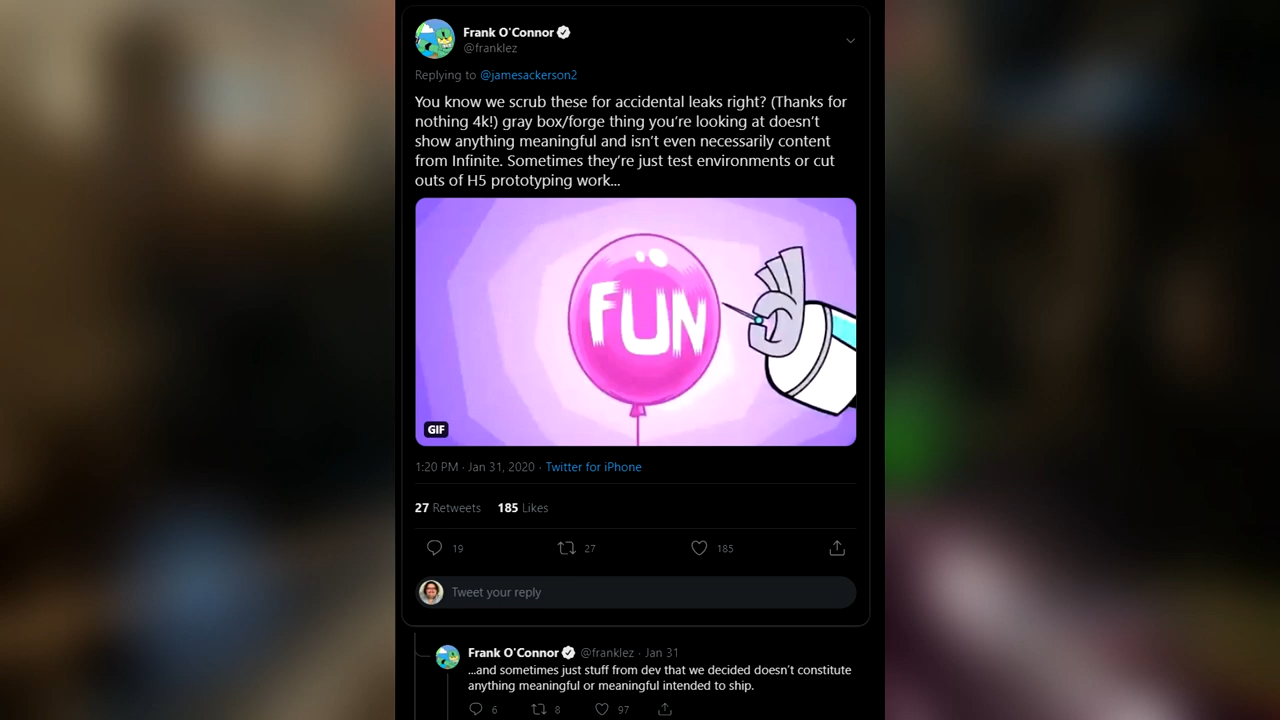 Frank O'Connor
@franklez
Replying to @jamesackerson2
You know we scrub these for accidental leaks right? (Thanks for
nothing 4k!) gray box/forge thing you're looking at doesn't
show anything meaningful and isn't even necessarily content
from Infinite. Sometimes they're just test environments or cut
outs of H5 prototyping work...
FUN
GIF
1:20 PM · Jan 31, 2020 · Twitter for iPhone
27 Retweets 185 Likes
19 27 185
Tweet your reply
Frank O'Connor @franklez · Jan 31
...and sometimes just stuff from dev that we decided doesn't constitute
anything meaningful or meaningful intended to ship.
6 8 97